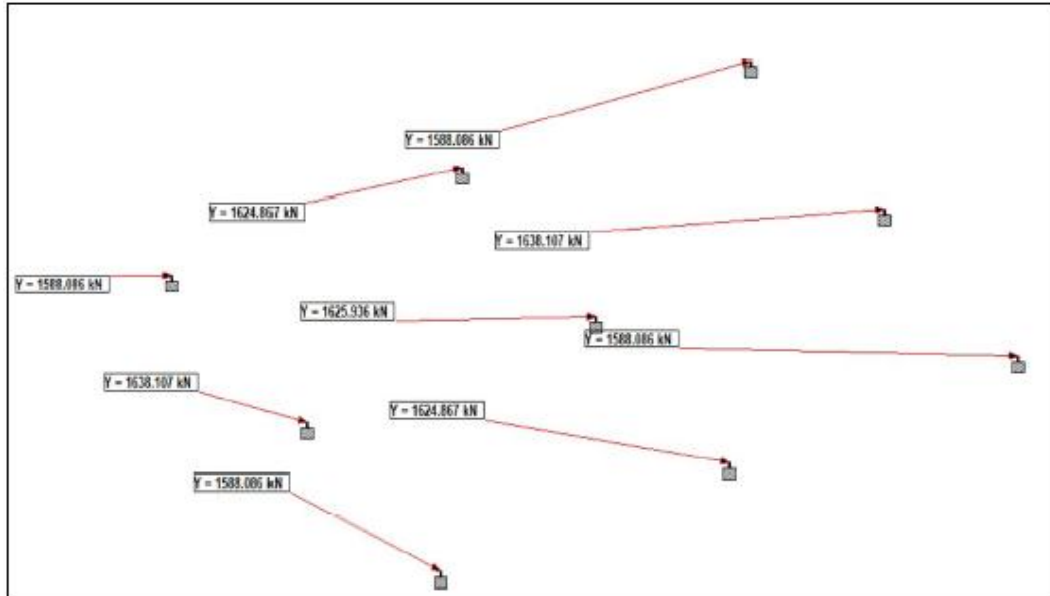 Y = 1588.086 kN
Y = 1624.867 kN
Y = 1638.107 kN
Y = 1588.086 kN
Y = 1625.936 kN
Y = 1588.086 kN
Y = 1638.107 kN
Y = 1624.867 kN
Y = 1588.086 kN